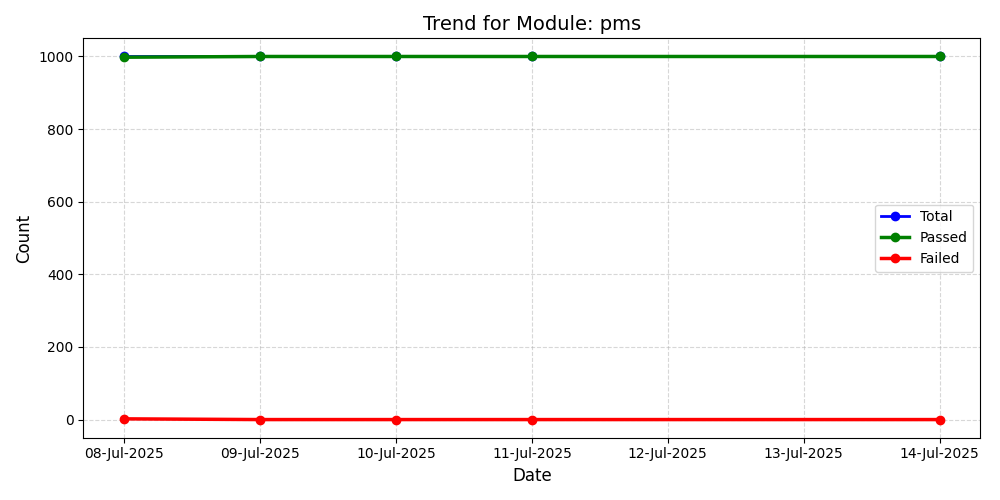 Trend for Module: pms
Count
1000
800
600
400
200
0
Total
Passed
Failed
08-Jul-2025
09-Jul-2025
10-Jul-2025
11-Jul-2025
12-Jul-2025
13-Jul-2025
14-Jul-2025
Date